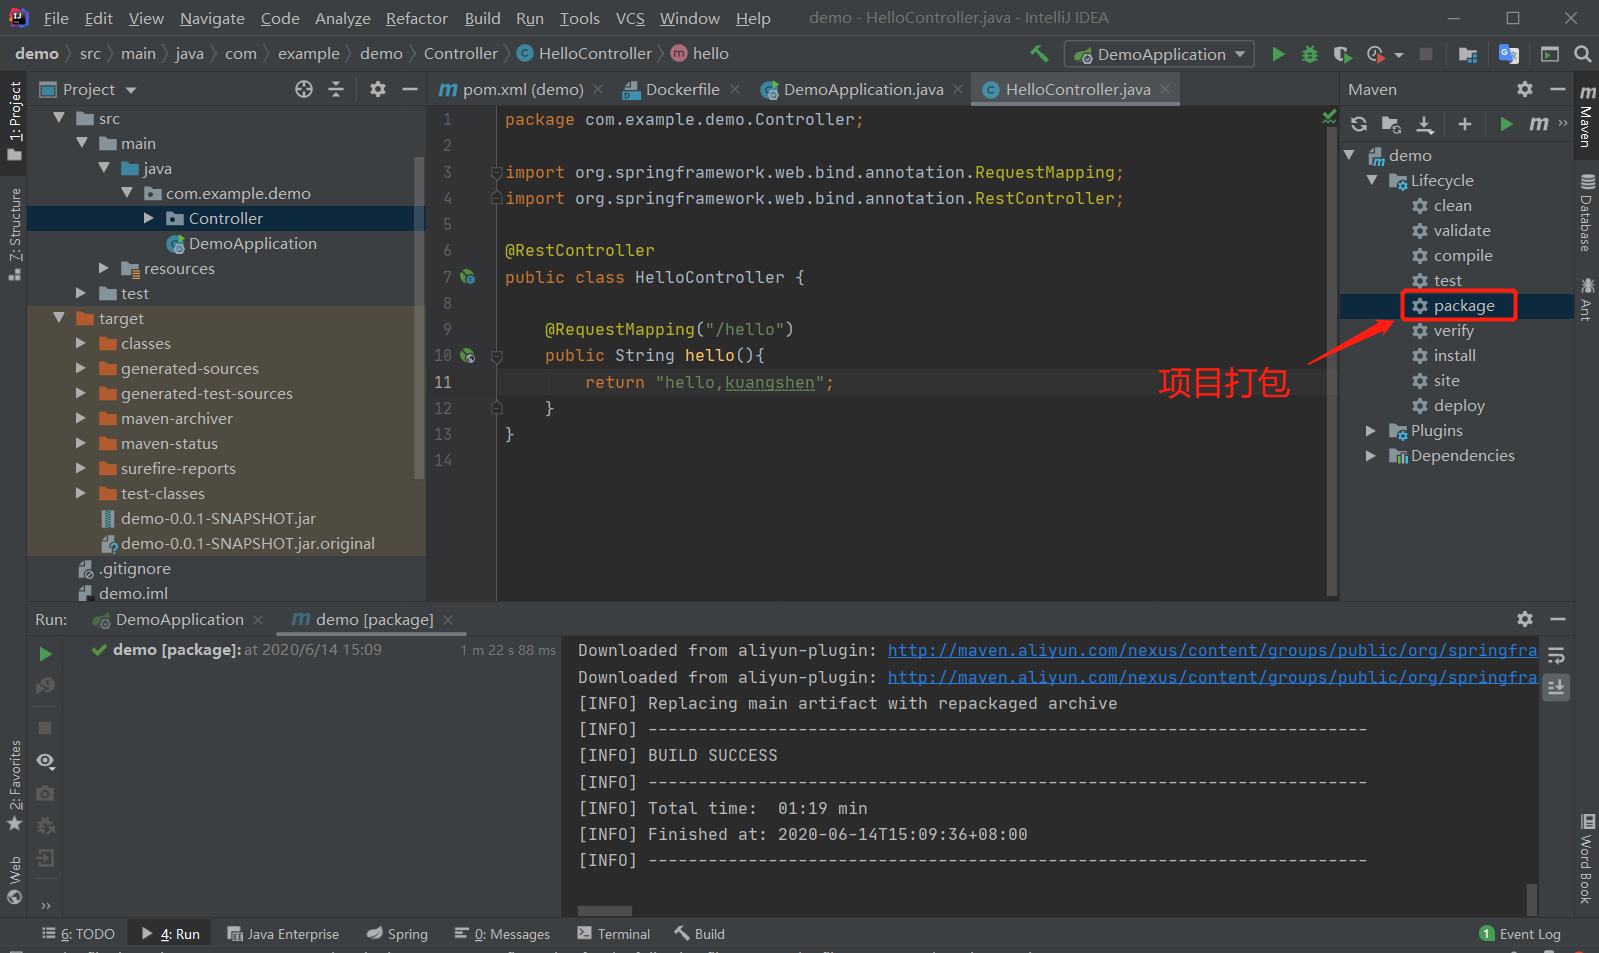 File Edit View Navigate Code Analyze Refactor Build Run Tools VCS Window Help demo - HelloController.java - IntelliJ IDEA
demo src main java com example demo Controller HelloController hello DemoApplication
1: Project
7: Structure
2: Favorites
Web
Project
src
main
java
com.example.demo
Controller
DemoApplication
resources
test
target
classes
generated-sources
generated-test-sources
maven-archiver
maven-status
surefire-reports
test-classes
demo-0.0.1-SNAPSHOT.jar
demo-0.0.1-SNAPSHOT.jar.original
.gitignore
demo.iml
pom.xml (demo) Dockerfile DemoApplication.java HelloController.java
1 package com.example.demo.Controller;
2
3 import org.springframework.web.bind.annotation.RequestMapping;
4 import org.springframework.web.bind.annotation.RestController;
5
6 @RestController
7 public class HelloController {
8
9 @RequestMapping("/hello")
10 public String hello(){
11 return "hello,kuangshen";
12 }
13 }
14
项目打包
Maven
demo
Lifecycle
clean
validate
compile
test
package
verify
install
site
deploy
Plugins
Dependencies
Maven
Database
Ant
Word Book
Run: DemoApplication demo [package]
demo [package]: at 2020/6/14 15:09 1 m 22 s 88 ms
Downloaded from aliyun-plugin: http://maven.aliyun.com/nexus/content/groups/public/org/springfra
Downloaded from aliyun-plugin: http://maven.aliyun.com/nexus/content/groups/public/org/springfra
[INFO] Replacing main artifact with repackaged archive
[INFO] ------------------------------------------------------------------------
[INFO] BUILD SUCCESS
[INFO] ------------------------------------------------------------------------
[INFO] Total time:  01:19 min
[INFO] Finished at: 2020-06-14T15:09:36+08:00
[INFO] ------------------------------------------------------------------------
6: TODO 4: Run Java Enterprise Spring 0: Messages Terminal Build 1 Event Log